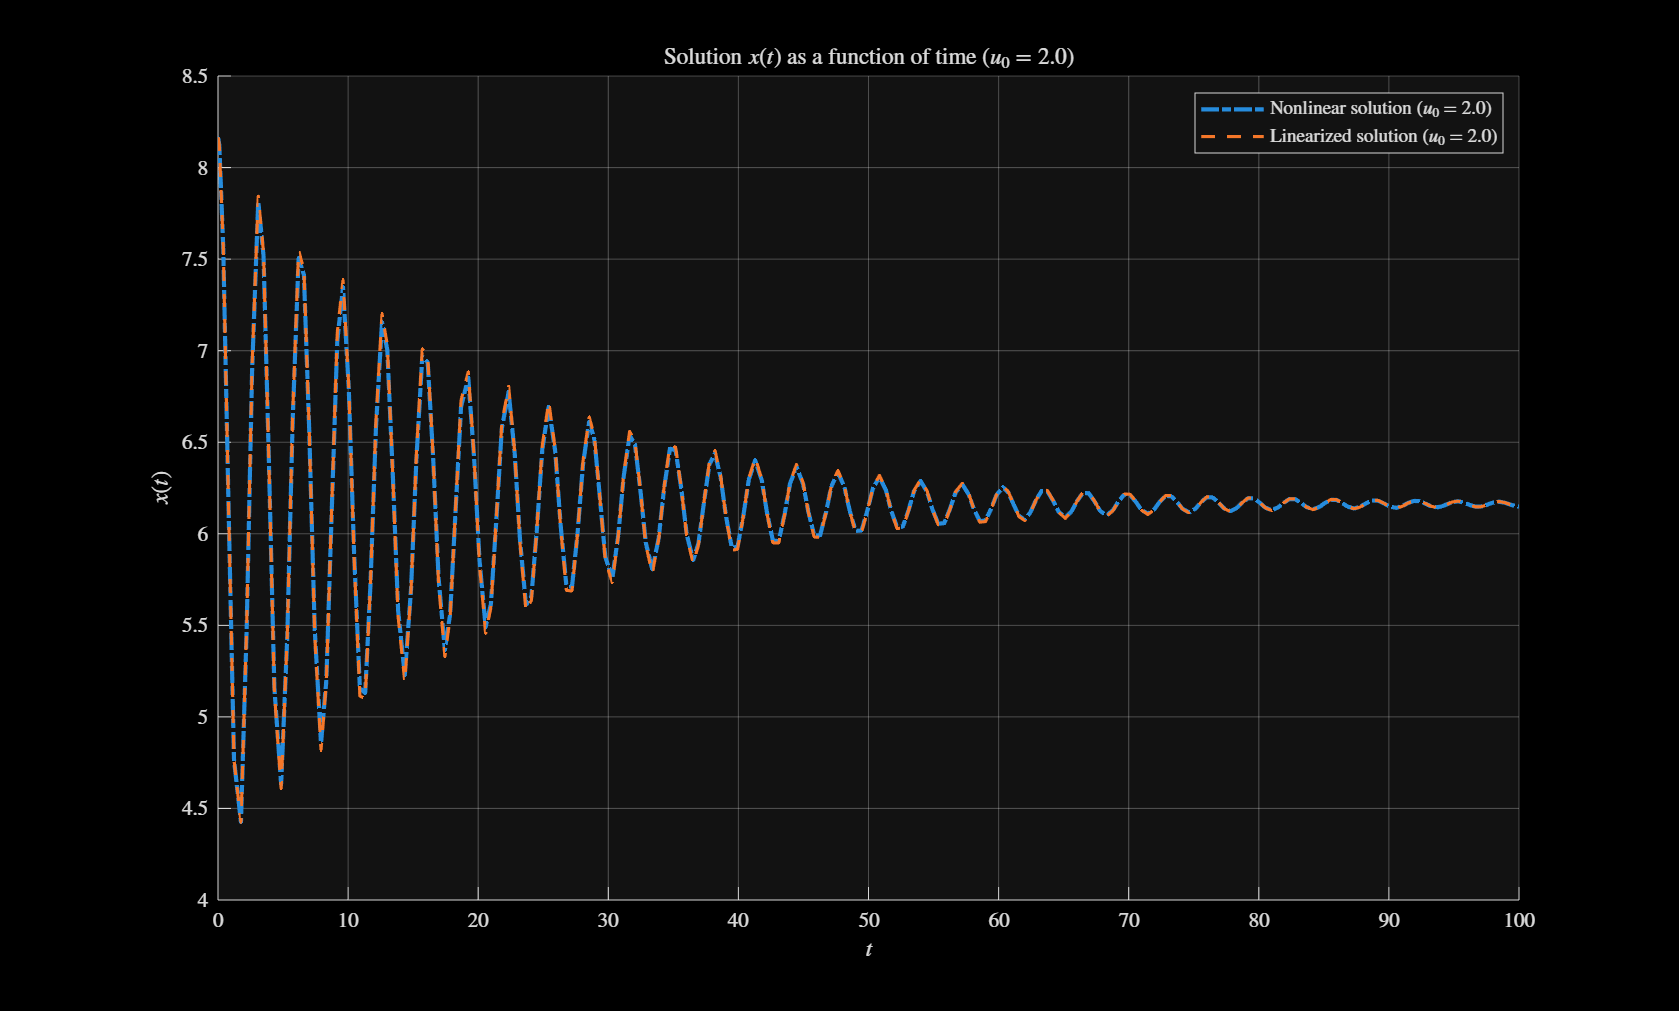 Solution x(t) as a function of time (u₀ = 2.0)
Nonlinear solution (u₀ = 2.0)
Linearized solution (u₀ = 2.0)
8.5
8
7.5
7
6.5
6
5.5
5
4.5
4
x(t)
0 10 20 30 40 50 60 70 80 90 100
t